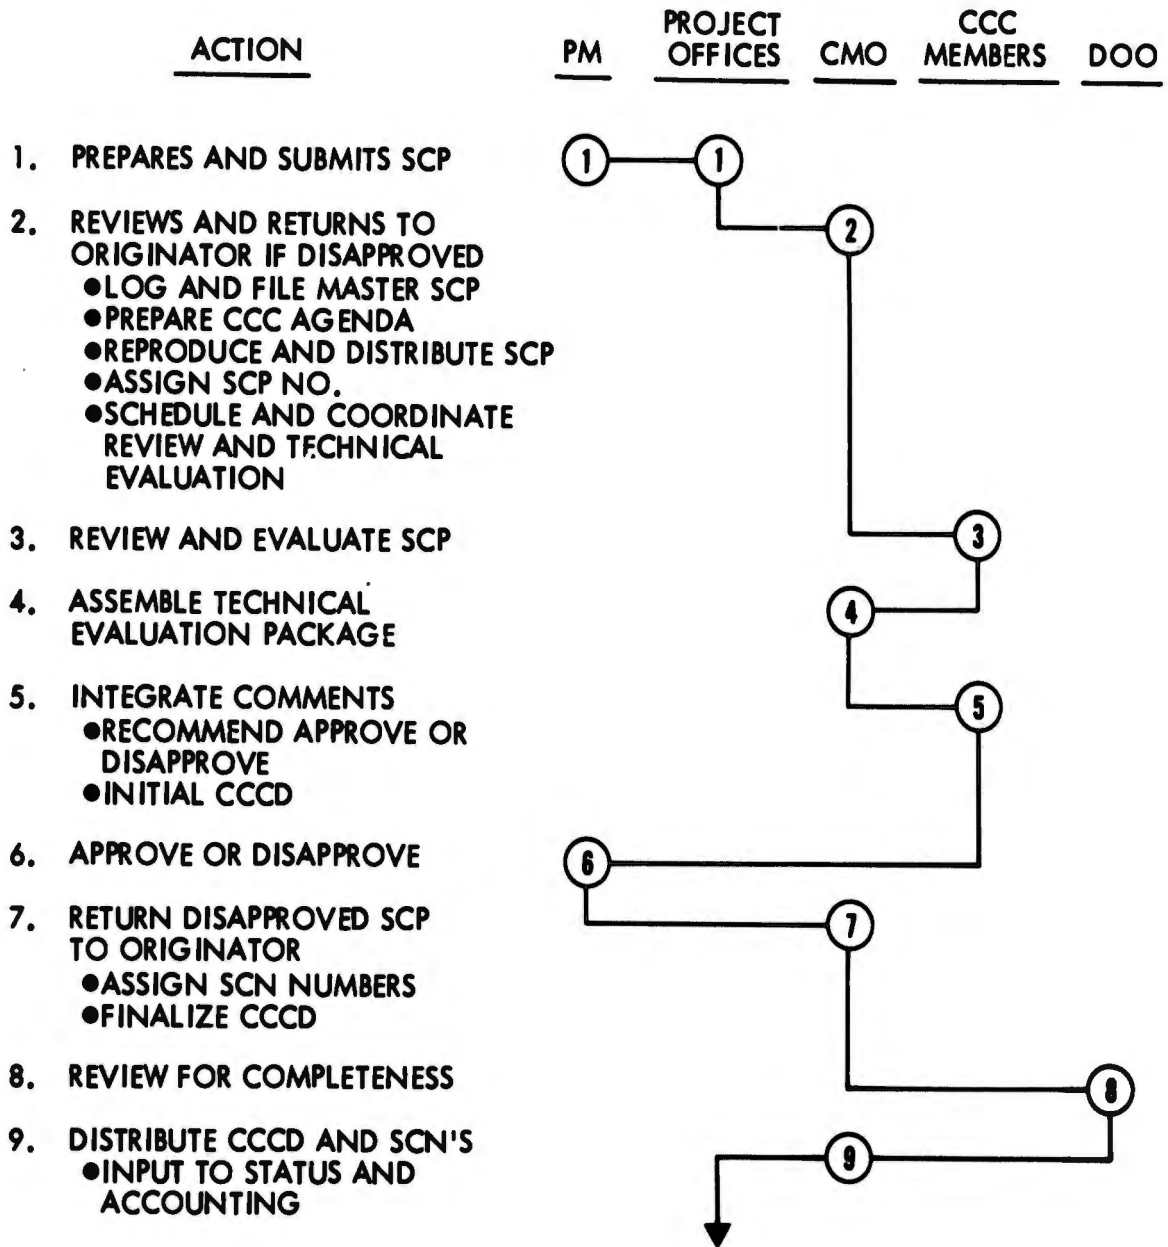 ACTION PM PROJECT OFFICES CMO CCC MEMBERS DOO
1. PREPARES AND SUBMITS SCP 1 1
2. REVIEWS AND RETURNS TO
ORIGINATOR IF DISAPPROVED 2
●LOG AND FILE MASTER SCP
●PREPARE CCC AGENDA
●REPRODUCE AND DISTRIBUTE SCP
●ASSIGN SCP NO.
●SCHEDULE AND COORDINATE
REVIEW AND TECHNICAL
EVALUATION
3. REVIEW AND EVALUATE SCP 3
4. ASSEMBLE TECHNICAL 4
EVALUATION PACKAGE
5. INTEGRATE COMMENTS 5
●RECOMMEND APPROVE OR
DISAPPROVE
●INITIAL CCCD
6. APPROVE OR DISAPPROVE 6
7. RETURN DISAPPROVED SCP 7
TO ORIGINATOR
●ASSIGN SCN NUMBERS
●FINALIZE CCCD
8. REVIEW FOR COMPLETENESS 8
9. DISTRIBUTE CCCD AND SCN'S 9
●INPUT TO STATUS AND
ACCOUNTING